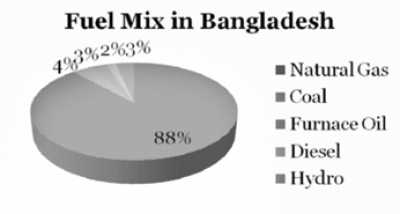 Fuel Mix in Bangladesh
4% 3% 2% 3%
88%
Natural Gas
Coal
Furnace Oil
Diesel
Hydro